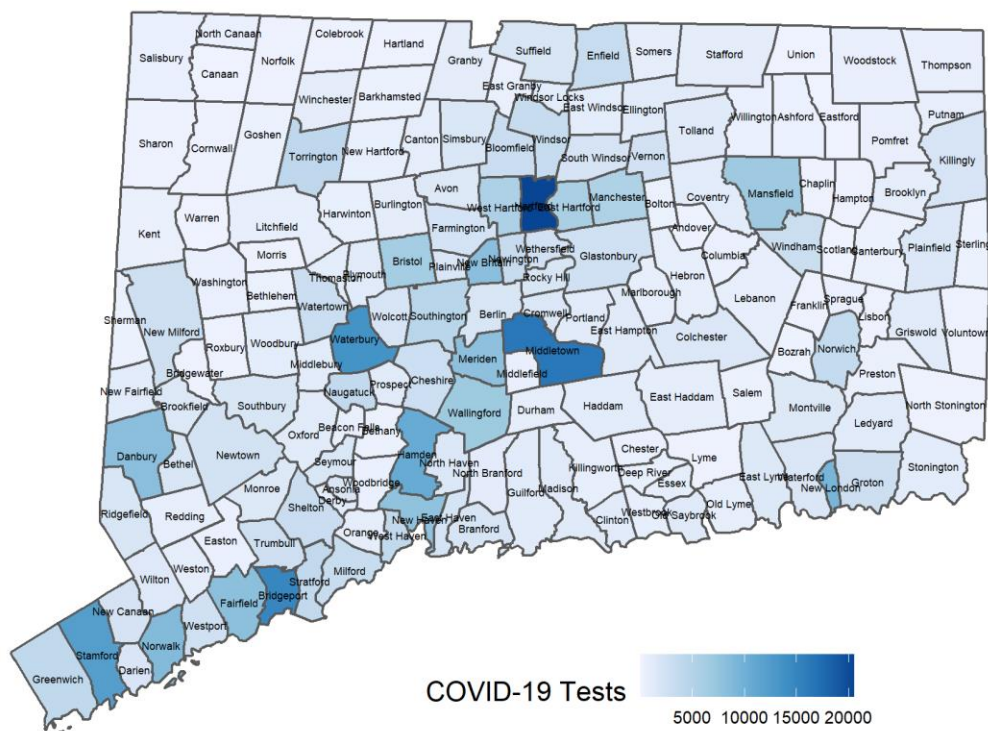 North Canaan
Colebrook
Hartland
Suffield
Enfield
Somers
Stafford
Union
Woodstock
Thompson
Salisbury
Canaan
Norfolk
Granby
East Granby
Windsor Locks
Winchester
Barkhamsted
East Windsor
Ellington
Willington
Ashford
Eastford
Putnam
Sharon
Cornwall
Goshen
Torrington
New Hartford
Canton
Simsbury
Bloomfield
Windsor
South Windsor
Vernon
Tolland
Pomfret
Killingly
Avon
West Hartford
Hartford
East Hartford
Manchester
Bolton
Coventry
Mansfield
Chaplin
Hampton
Brooklyn
Kent
Warren
Litchfield
Harwinton
Burlington
Farmington
Wethersfield
Glastonbury
Andover
Columbia
Windham
Scotland
Canterbury
Plainfield
Sterling
Morris
Washington
Bethlehem
Thomaston
Plymouth
Bristol
Plainville
New Britain
Newington
Rocky Hill
Marlborough
Hebron
Lebanon
Franklin
Sprague
Lisbon
Griswold
Voluntown
Sherman
New Milford
Roxbury
Woodbury
Watertown
Waterbury
Wolcott
Southington
Berlin
Cromwell
Portland
East Hampton
Colchester
Bozrah
Norwich
Preston
Bridgewater
Middlebury
Naugatuck
Prospect
Cheshire
Meriden
Middletown
Middlefield
New Fairfield
Brookfield
Southbury
Oxford
Beacon Falls
Bethany
Wallingford
Durham
Haddam
East Haddam
Salem
Montville
Ledyard
North Stonington
Danbury
Bethel
Newtown
Seymour
Woodbridge
Hamden
North Haven
North Branford
Guilford
Madison
Killingworth
Chester
Deep River
Essex
Lyme
East Lyme
Waterford
New London
Groton
Stonington
Ridgefield
Redding
Monroe
Shelton
Ansonia
Derby
Orange
New Haven
West Haven
East Haven
Branford
Clinton
Westbrook
Old Saybrook
Old Lyme
Easton
Trumbull
Stratford
Milford
Wilton
Weston
Bridgeport
Fairfield
New Canaan
Westport
Norwalk
Stamford
Darien
Greenwich
COVID-19 Tests
5000 10000 15000 20000